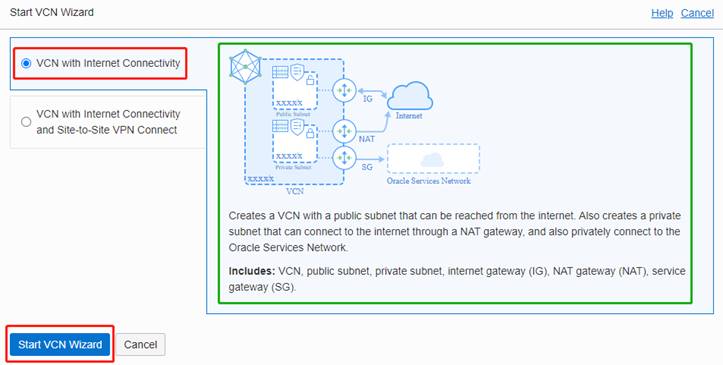 Start VCN Wizard
Help Cancel
VCN with Internet Connectivity
VCN with Internet Connectivity
and Site-to-Site VPN Connect
XXXXX
Public Subnet
IG
Internet
NAT
XXXXX
Private Subnet
SG
XXXXX
VCN
Oracle Services Network
Creates a VCN with a public subnet that can be reached from the internet. Also creates a private
subnet that can connect to the internet through a NAT gateway, and also privately connect to the
Oracle Services Network.
Includes: VCN, public subnet, private subnet, internet gateway (IG), NAT gateway (NAT), service
gateway (SG).
Start VCN Wizard
Cancel